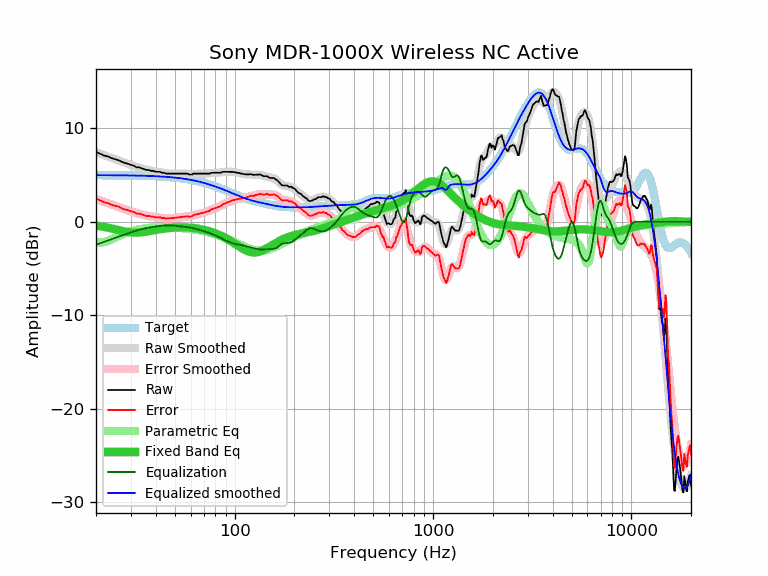 Sony MDR-1000X Wireless NC Active
10
0
−10
−20
−30
Amplitude (dBr)
Target
Raw Smoothed
Error Smoothed
Raw
Error
Parametric Eq
Fixed Band Eq
Equalization
Equalized smoothed
100
1000
10000
Frequency (Hz)